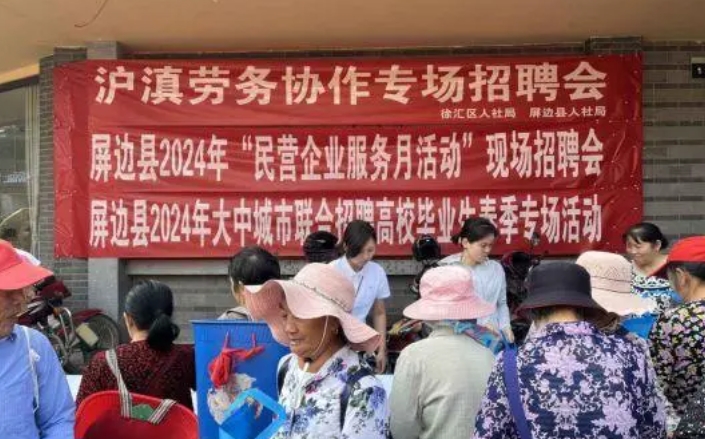 沪滇劳务协作专场招聘会
徐汇区人社局 屏边县人社局
屏边县2024年“民营企业服务月活动”现场招聘会
屏边县2024年大中城市联合招聘高校毕业生春季专场活动